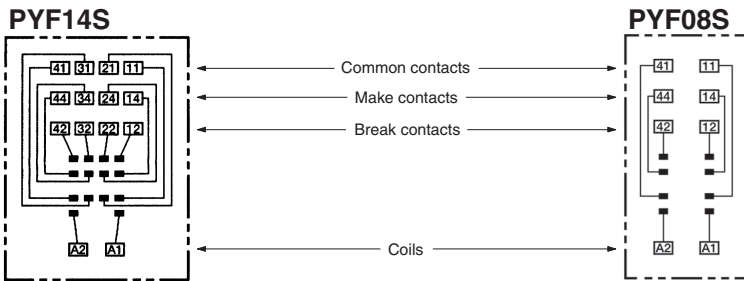 PYF14S PYF08S
41 31 21 11 Common contacts 41 11
44 34 24 14 Make contacts 44 14
42 32 22 12 Break contacts 42 12
A2 A1 Coils A2 A1